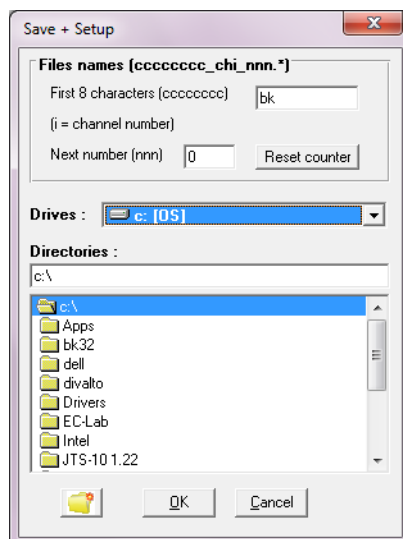 Save + Setup
Files names (cccccccc_chi_nnn.*)
First 8 characters (cccccccc) bk
(i = channel number)
Next number (nnn) 0 Reset counter
Drives : c: [OS]
Directories :
c:\
c:\
Apps
bk32
dell
divalto
Drivers
EC-Lab
Intel
JTS-10 1.22
OK Cancel